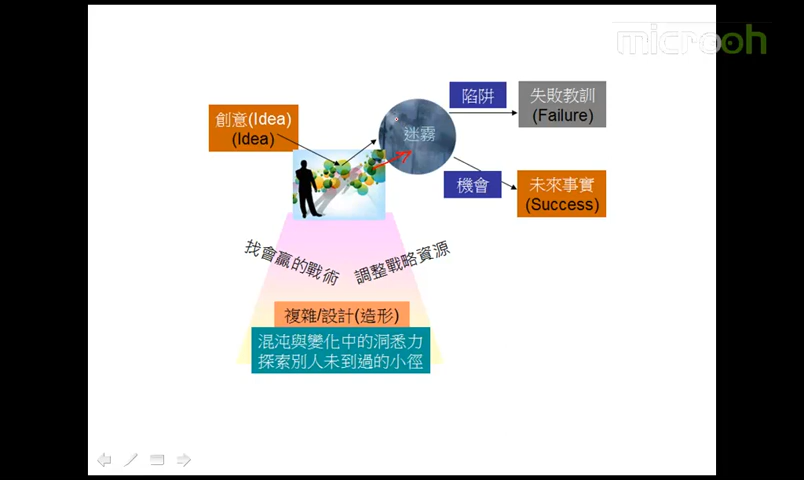 microoh
陷阱
失敗教訓
(Failure)
創意(Idea)
(Idea)
迷霧
機會
未來事實
(Success)
找會贏的戰術
調整戰略資源
複雜/設計(造形)
混沌與變化中的洞悉力
探索別人未到過的小徑